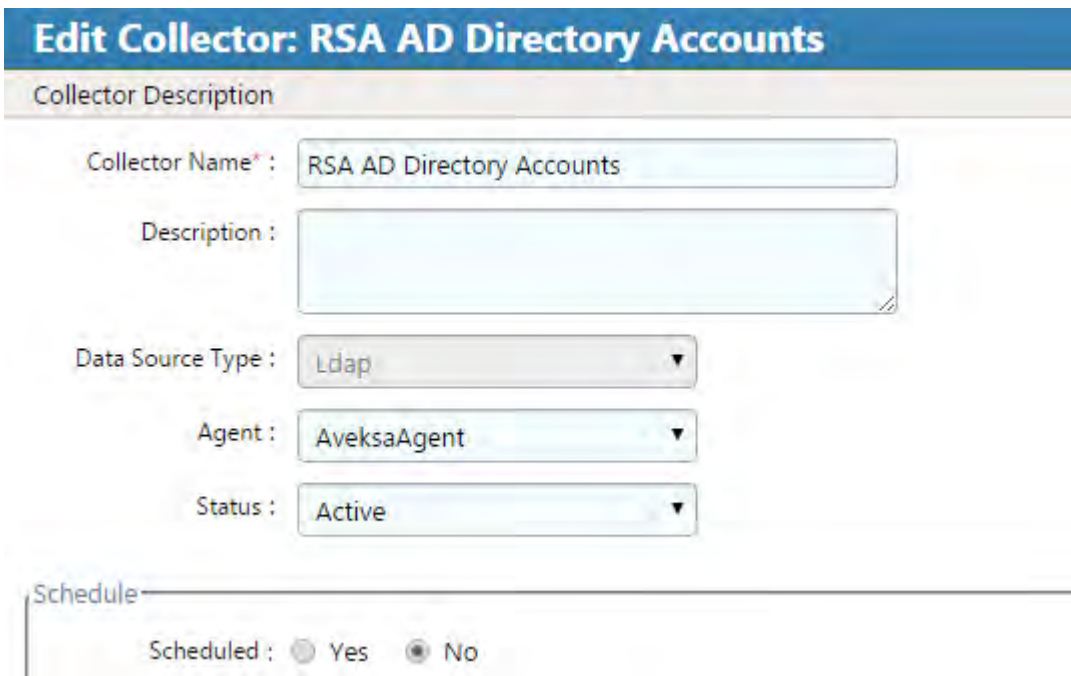 Edit Collector: RSA AD Directory Accounts
Collector Description
Collector Name* : RSA AD Directory Accounts
Description :
Data Source Type : Ldap
Agent : AveksaAgent
Status : Active
Schedule
Scheduled : Yes No